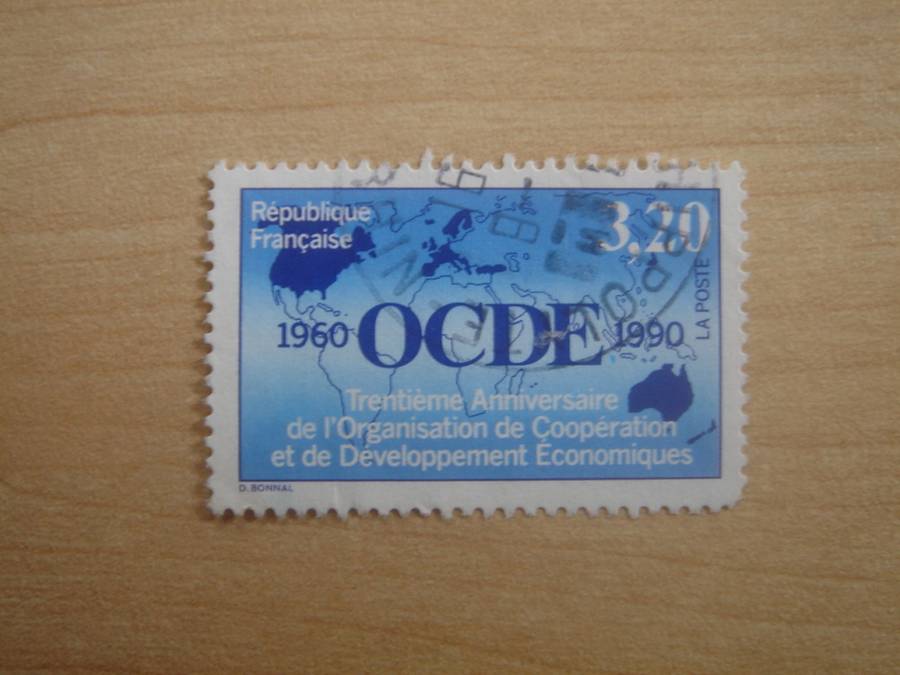 République
Française
3,20
LA POSTE
1960 OCDE 1990
Trentième Anniversaire
de l'Organisation de Coopération
et de Développement Économiques
D. BONNAL